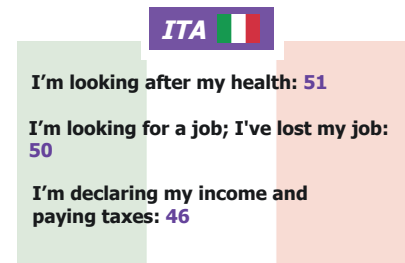 ITA
I’m looking after my health: 51
I’m looking for a job; I've lost my job:
50
I’m declaring my income and
paying taxes: 46